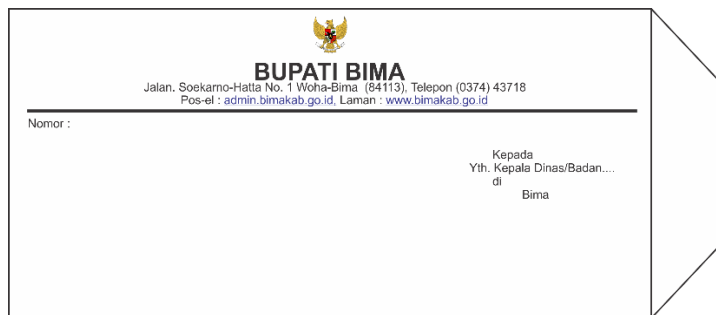 BUPATI BIMA
Jalan. Soekarno-Hatta No. 1 Woha-Bima (84113), Telepon (0374) 43718
Pos-el : admin.bimakab.go.id, Laman : www.bimakab.go.id
Nomor :
Kepada
Yth. Kepala Dinas/Badan....
di
Bima